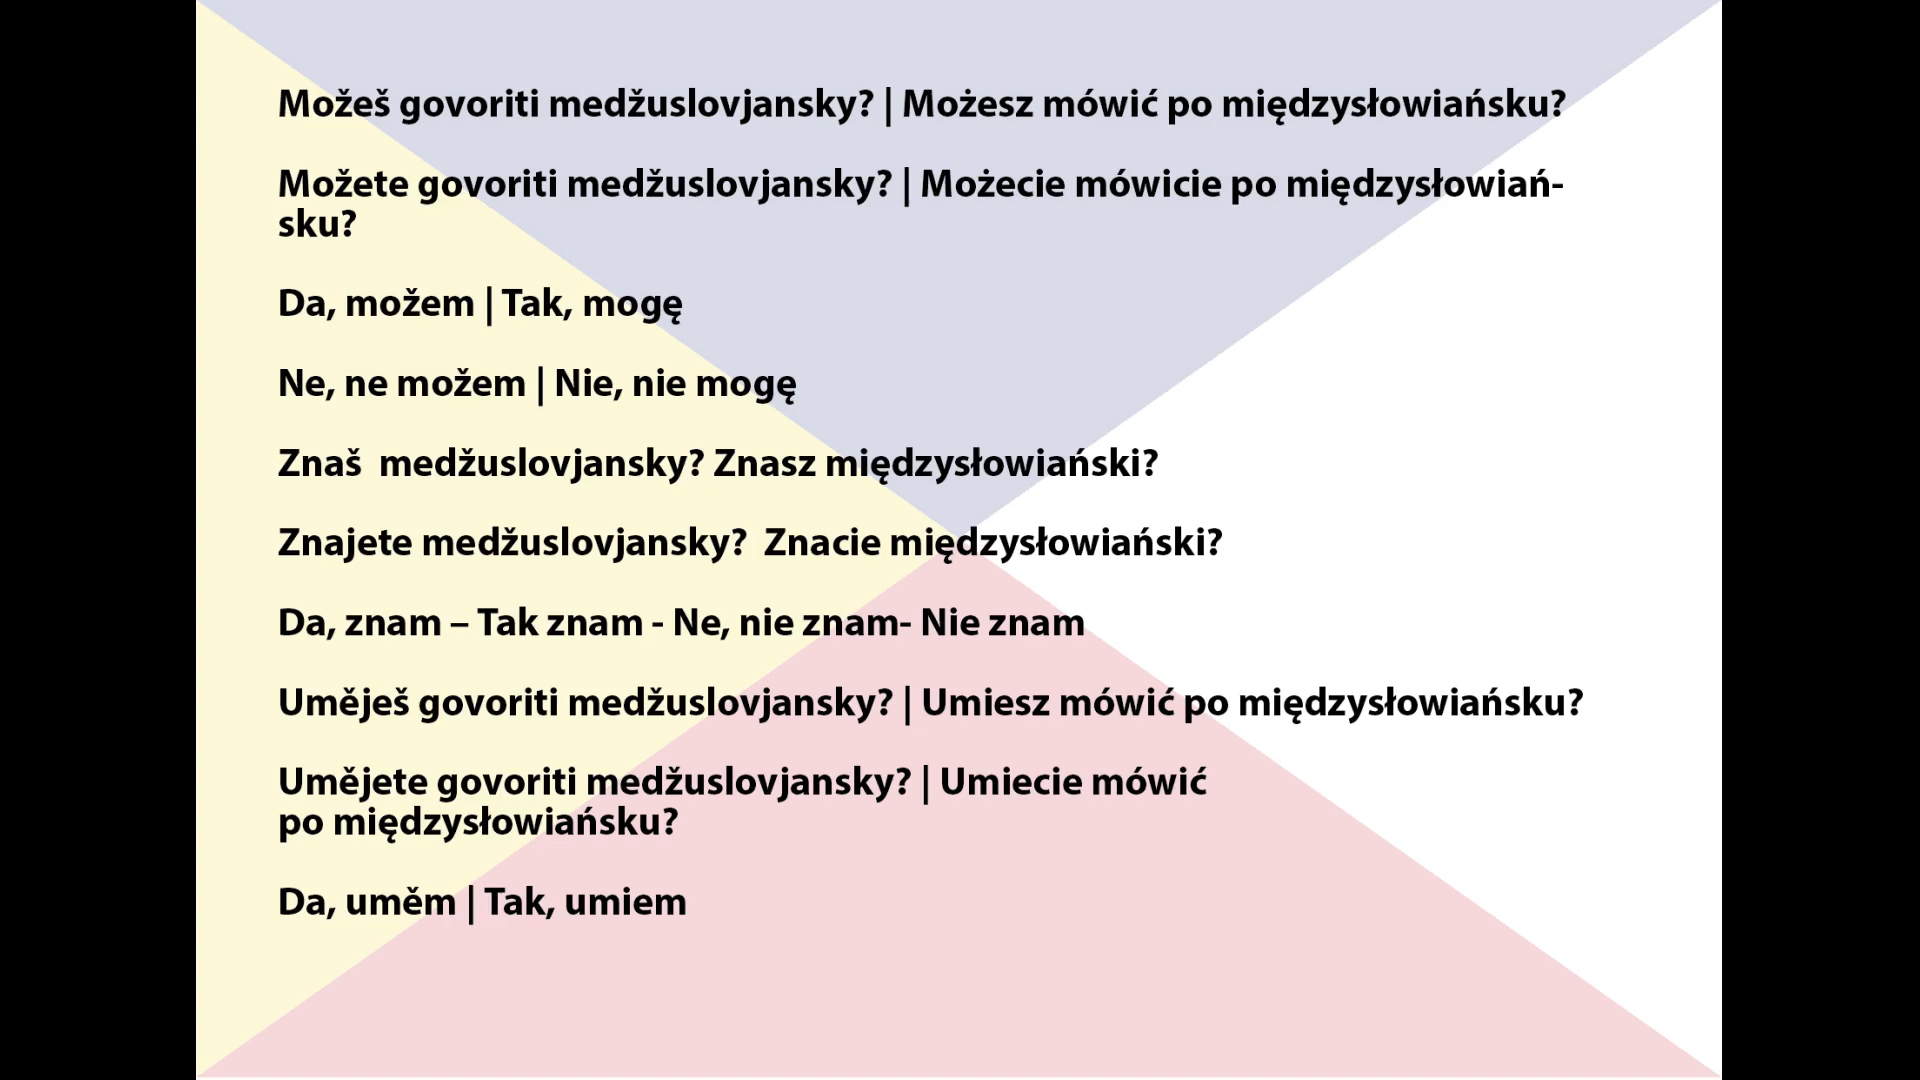 Možeš govoriti medžuslovjansky? | Możesz mówić po międzysłowiańsku?
Možete govoriti medžuslovjansky? | Możecie mówicie po międzysłowiań-
sku?
Da, možem | Tak, mogę
Ne, ne možem | Nie, nie mogę
Znaš  medžuslovjansky? Znasz międzysłowiański?
Znajete medžuslovjansky?  Znacie międzysłowiański?
Da, znam – Tak znam - Ne, nie znam- Nie znam
Uměješ govoriti medžuslovjansky? | Umiesz mówić po międzysłowiańsku?
Umějete govoriti medžuslovjansky? | Umiecie mówić
po międzysłowiańsku?
Da, uměm | Tak, umiem